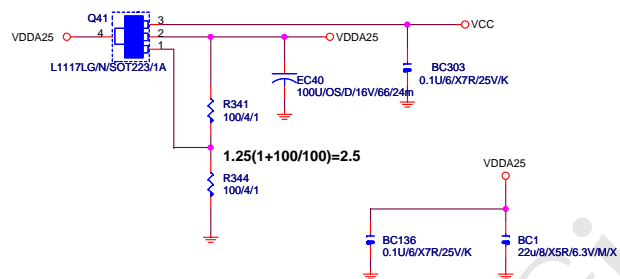 Q41
3
VCC
VDDA25
4
2
VDDA25
1
L1117LG/N/SOT223/1A
BC303
0.1U/6/X7R/25V/K
EC40
100U/OS/D/16V/66/24m
R341
100/4/1
1.25(1+100/100)=2.5
R344
100/4/1
VDDA25
BC136
0.1U/6/X7R/25V/K
BC1
22u/8/X5R/6.3V/M/X